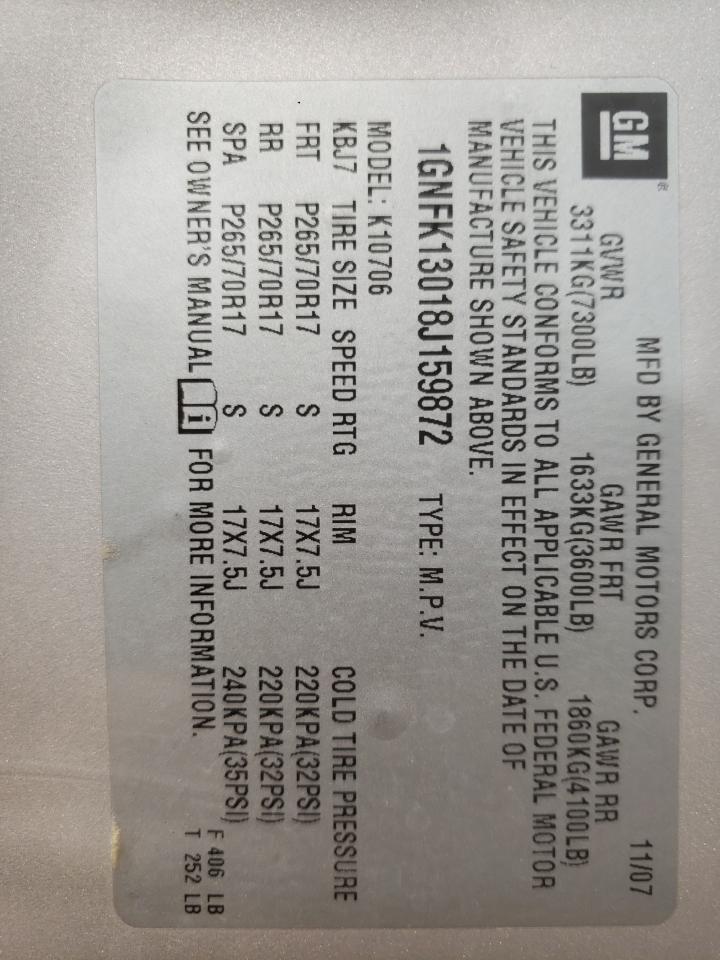 GM®
MFD BY GENERAL MOTORS CORP. 11/07
GVWR GAWR FRT GAWR RR
3311KG(7300LB) 1633KG(3600LB) 1860KG(4100LB)
THIS VEHICLE CONFORMS TO ALL APPLICABLE U.S. FEDERAL MOTOR
VEHICLE SAFETY STANDARDS IN EFFECT ON THE DATE OF
MANUFACTURE SHOWN ABOVE.
1GNFK13018J159872 TYPE: M.P.V.
MODEL: K10706
KBJ7 TIRE SIZE SPEED RTG RIM COLD TIRE PRESSURE
FRT P265/70R17 S 17X7.5J 220KPA(32PSI)
RR P265/70R17 S 17X7.5J 220KPA(32PSI)
SPA P265/70R17 S 17X7.5J 240KPA(35PSI)
SEE OWNER'S MANUAL i FOR MORE INFORMATION.
F 406 LB
T 252 LB